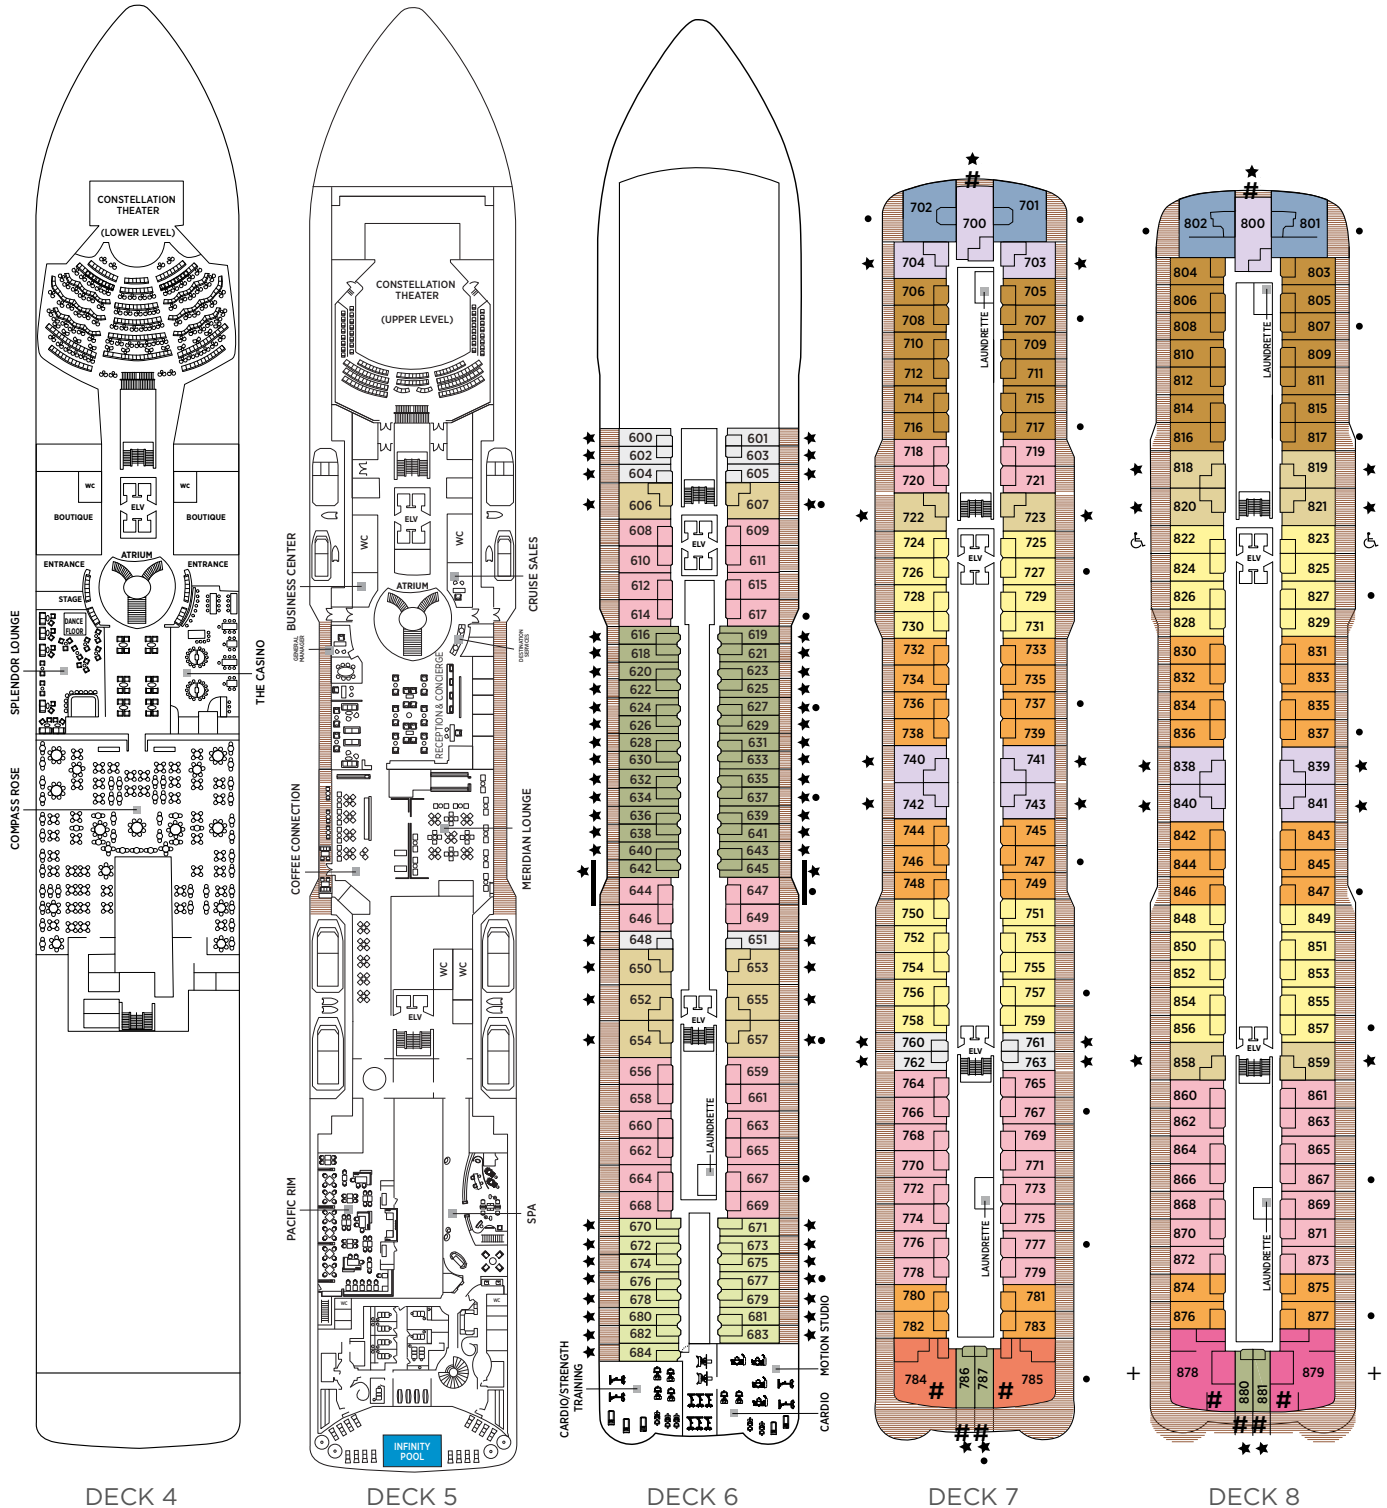 CONSTELLATION
THEATER
(LOWER LEVEL)
WC
WC
ELV
BOUTIQUE
BOUTIQUE
ATRIUM
ENTRANCE
ENTRANCE
STAGE
DANCE
FLOOR
SPLENDOR LOUNGE
THE CASINO
COMPASS ROSE
DECK 4
CONSTELLATION
THEATER
(UPPER LEVEL)
ELV
WC
WC
BUSINESS CENTER
CRUISE SALES
ATRIUM
GENERAL
MANAGER
DESTINATION
SERVICES
RECEPTION & CONCIERGE
COFFEE CONNECTION
MERIDIAN LOUNGE
WC
WC
ELV
PACIFIC RIM
SPA
WC
WC
INFINITY
POOL
DECK 5
600 601
602 603
604 605
606 607
608 609
ELV
610 611
612 615
614 617
616 619
618 621
620 623
622 625
624 627
626 629
628 631
630 633
632 635
634 637
636 639
638 641
640 643
642 645
644 647
646 649
648 651
650 653
652 655
ELV
654 657
656 659
658 661
660 663
662 665
LAUNDRETTE
664 667
668 669
670 671
672 673
674 675
676 677
678 679
680 681
682 683
684
CARDIO/STRENGTH
TRAINING
MOTION STUDIO
CARDIO
DECK 6
#
702 700 701
704 703
706 705
708 707
LAUNDRETTE
710 709
712 711
714 715
716 717
718 719
720 721
722 723
724 725
ELV
726 727
728 729
730 731
732 733
734 735
736 737
738 739
740 741
742 743
744 745
746 747
748 749
750 751
752 753
754 755
756 757
758 759
ELV
760 761
762 763
764 765
766 767
768 769
770 771
772 773
774 775
LAUNDRETTE
776 777
778 779
780 781
782 783
784 786 787 785
# #
# #
DECK 7
#
802 800 801
804 803
806 805
808 807
LAUNDRETTE
810 809
812 811
814 815
816 817
818 819
820 821
822 823
ELV
824 825
826 827
828 829
830 831
832 833
834 835
836 837
838 839
840 841
842 843
844 845
846 847
848 849
850 851
852 853
854 855
856 857
ELV
858 859
860 861
862 863
864 865
866 867
868 869
870 871
LAUNDRETTE
872 873
874 875
876 877
878 880 881 879
# #
# #
DECK 8